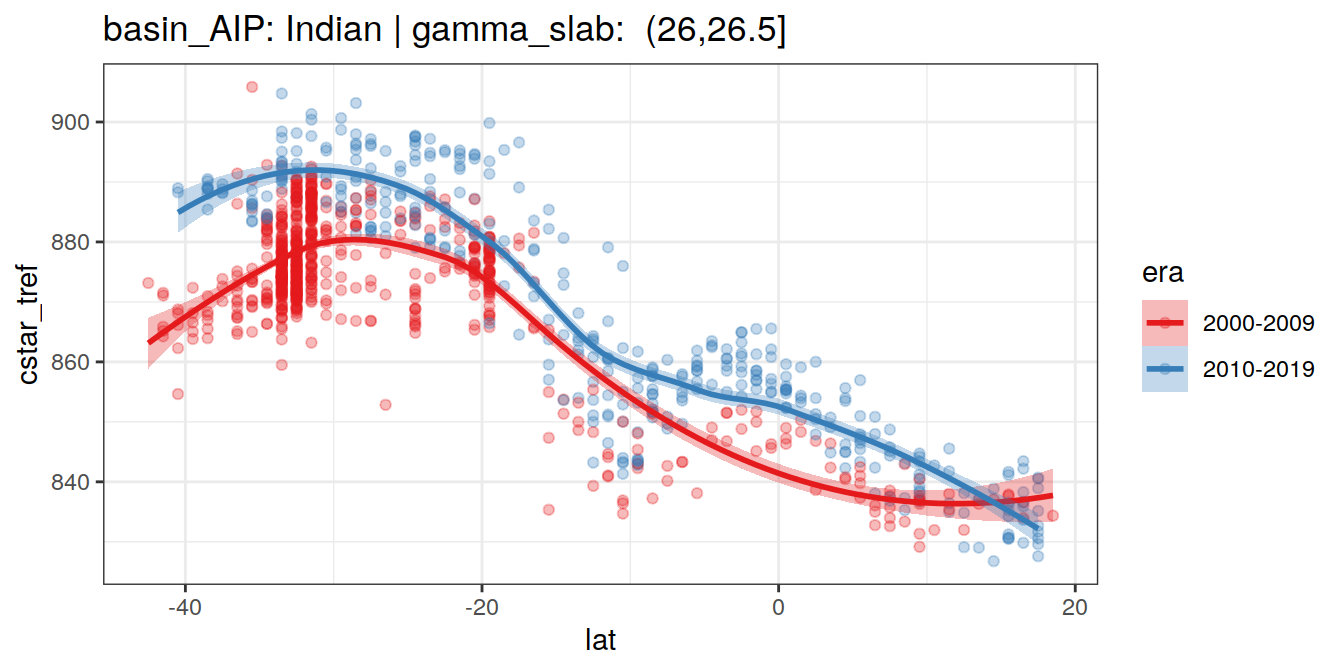 basin_AIP: Indian | gamma_slab:  (26,26.5]
900
880
860
840
cstar_tref
-40
-20
0
20
lat
era
2000-2009
2010-2019